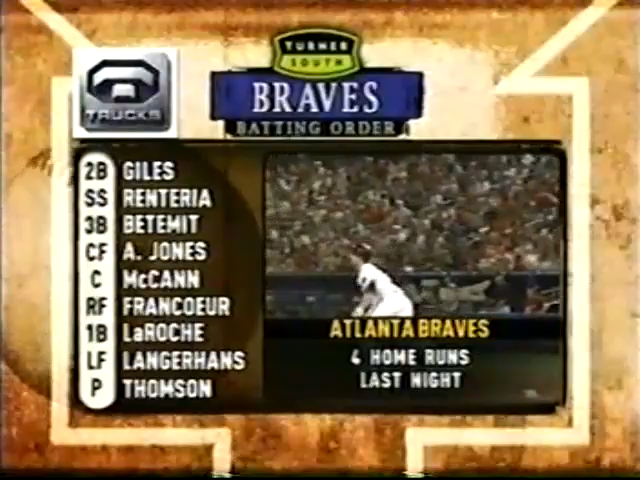 TURNER
SOUTH
BRAVES
BATTING ORDER
TRUCKS
2B GILES
SS RENTERIA
3B BETEMIT
CF A. JONES
C McCANN
RF FRANCOEUR
1B LaROCHE
LF LANGERHANS
P THOMSON
ATLANTA BRAVES
4 HOME RUNS
LAST NIGHT